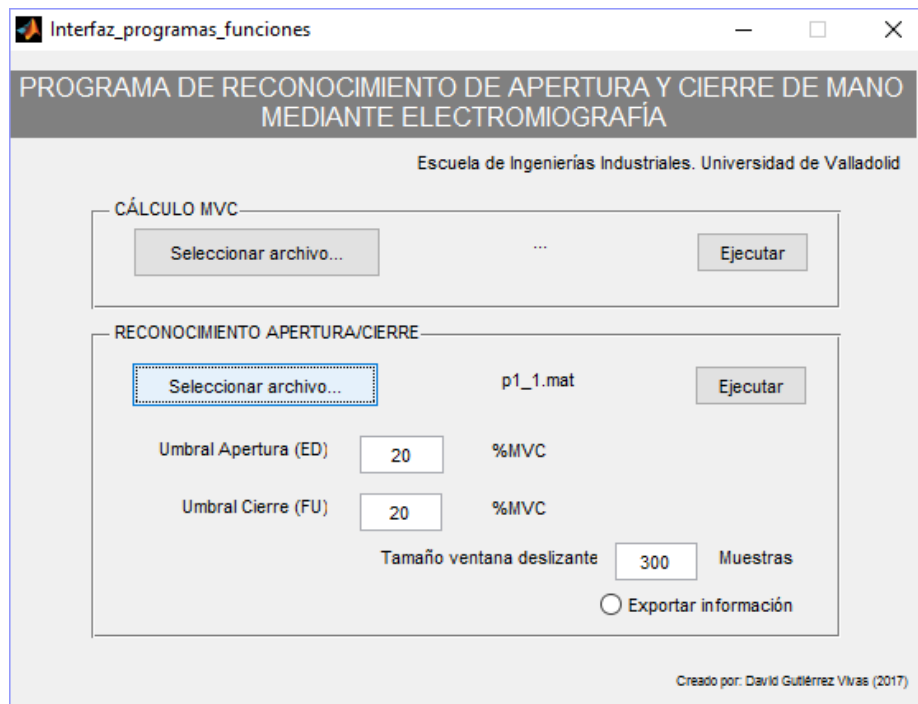 Interfaz_programas_funciones
PROGRAMA DE RECONOCIMIENTO DE APERTURA Y CIERRE DE MANO
MEDIANTE ELECTROMIOGRAFÍA
Escuela de Ingenierías Industriales. Universidad de Valladolid
CÁLCULO MVC
Seleccionar archivo... ... Ejecutar
RECONOCIMIENTO APERTURA/CIERRE
Seleccionar archivo... p1_1.mat Ejecutar
Umbral Apertura (ED) 20 %MVC
Umbral Cierre (FU) 20 %MVC
Tamaño ventana deslizante 300 Muestras
Exportar información
Creado por: David Gutiérrez Vivas (2017)